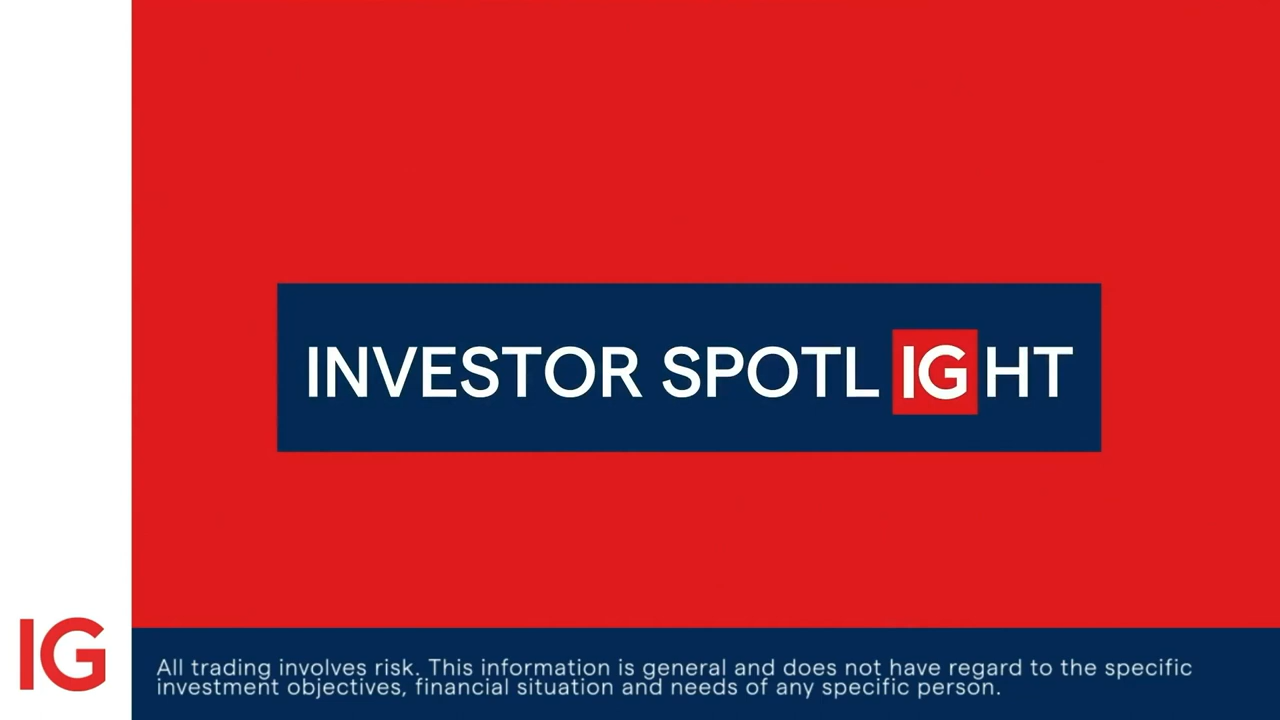 INVESTOR SPOTLIGHT
IG
All trading involves risk. This information is general and does not have regard to the specific
investment objectives, financial situation and needs of any specific person.